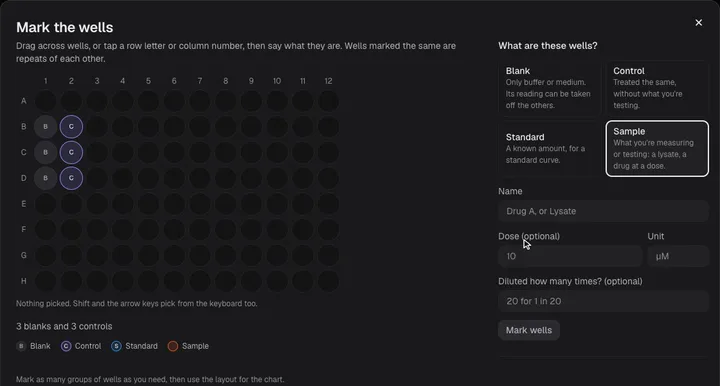 Mark the wells
Drag across wells, or tap a row letter or column number, then say what they are. Wells marked the same are
repeats of each other.
1 2 3 4 5 6 7 8 9 10 11 12
A
B B C
C B C
D B C
E
F
G
H
Nothing picked. Shift and the arrow keys pick from the keyboard too.
3 blanks and 3 controls
B Blank C Control S Standard Sample
Mark as many groups of wells as you need, then use the layout for the chart.
What are these wells?
Blank
Only buffer or medium.
Its reading can be taken
off the others.
Control
Treated the same,
without what you're
testing.
Standard
A known amount, for a
standard curve.
Sample
What you're measuring
or testing: a lysate, a
drug at a dose.
Name
Drug A, or Lysate
Dose (optional) Unit
10 μM
Diluted how many times? (optional)
20 for 1 in 20
Mark wells